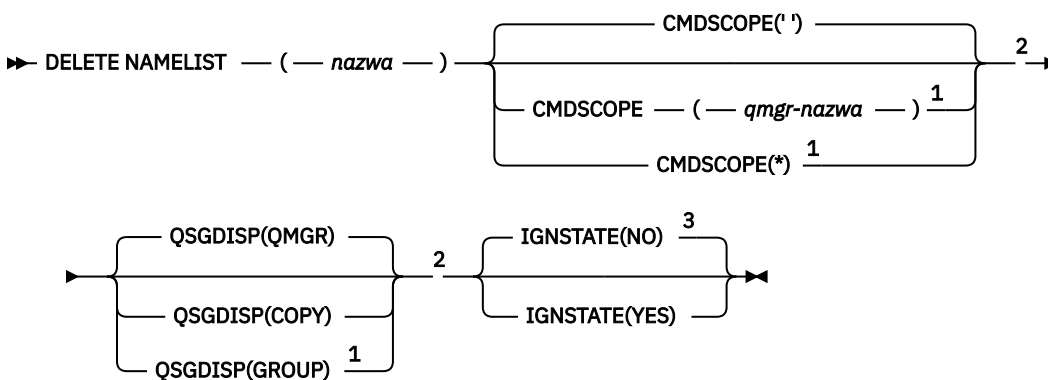 CMDSCOPE(' ')
DELETE NAMELIST ( nazwa ) 2
CMDSCOPE ( qmgr-nazwa ) 1
CMDSCOPE(*) 1
QSGDISP(QMGR) 2 IGNSTATE(NO) 3
QSGDISP(COPY) IGNSTATE(YES)
QSGDISP(GROUP) 1